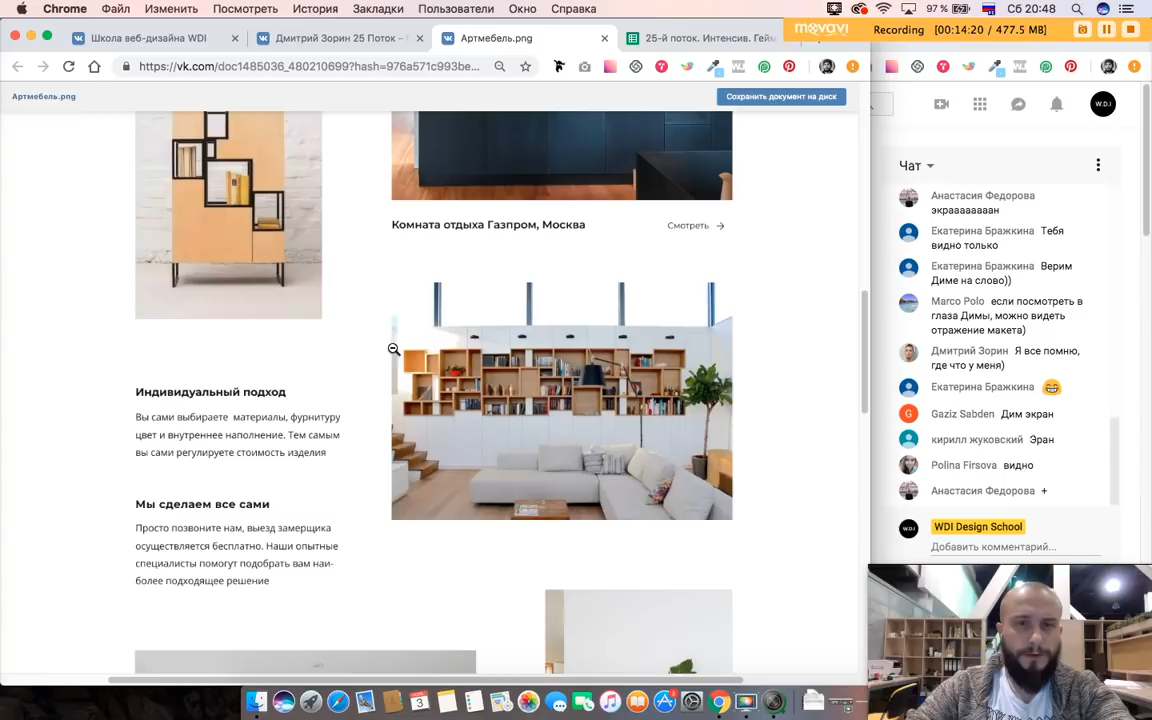 Chrome Файл Изменить Посмотреть История Закладки Пользователи Окно Справка 97 % Сб 20:48
Школа веб-дизайна WDI
Дмитрий Зорин 25 Поток –
Артмебель.png
25-й поток. Интенсив. Гейм
movavi
Recording [00:14:20 / 477.5 MB]
https://vk.com/doc1485036_480210699?hash=976a571c993be...
Артмебель.png
Сохранить документ на диск
Комната отдыха Газпром, Москва
Смотреть
Индивидуальный подход
Вы сами выбираете материалы, фурнитуру
цвет и внутреннее наполнение. Тем самым
вы сами регулируете стоимость изделия
Мы сделаем все сами
Просто позвоните нам, выезд замерщика
осуществляется бесплатно. Наши опытные
специалисты помогут подобрать вам наи-
более подходящее решение
W.D.I
Чат
Анастасия Федорова
экрааааааан
Екатерина Бражкина Тебя
видно только
Екатерина Бражкина Верим
Диме на слово))
Marco Polo если посмотреть в
глаза Димы, можно видеть
отражение макета)
Дмитрий Зорин Я все помню,
где что у меня)
Екатерина Бражкина
G
Gaziz Sabden Дим экран
кирилл жуковский Эран
Polina Firsova видно
Анастасия Федорова +
W.D.I
WDI Design School
Добавить комментарий...
3